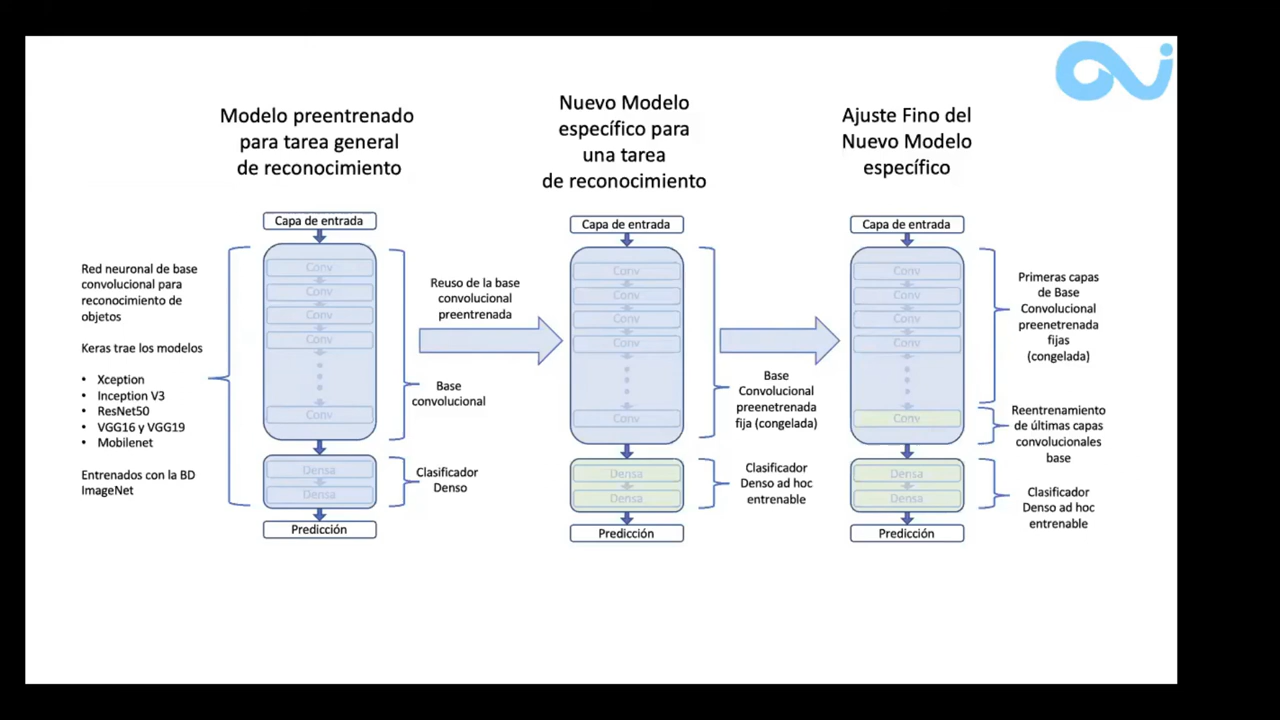 Modelo preentrenado
para tarea general
de reconocimiento
Nuevo Modelo
específico para
una tarea
de reconocimiento
Ajuste Fino del
Nuevo Modelo
específico
Red neuronal de base
convolucional para
reconocimiento de
objetos
Keras trae los modelos
• Xception
• Inception V3
• ResNet50
• VGG16 y VGG19
• Mobilenet
Entrenados con la BD
ImageNet
Capa de entrada
Conv
Conv
Conv
Conv
Conv
Densa
Densa
Predicción
Reuso de la base
convolucional
preentrenada
Base
convolucional
Clasificador
Denso
Capa de entrada
Conv
Conv
Conv
Conv
Conv
Densa
Densa
Predicción
Base
Convolucional
preenetrenada
fija (congelada)
Clasificador
Denso ad hoc
entrenable
Capa de entrada
Conv
Conv
Conv
Conv
Conv
Densa
Densa
Predicción
Primeras capas
de Base
Convolucional
preenetrenada
fijas
(congelada)
Reentrenamiento
de últimas capas
convolucionales
base
Clasificador
Denso ad hoc
entrenable